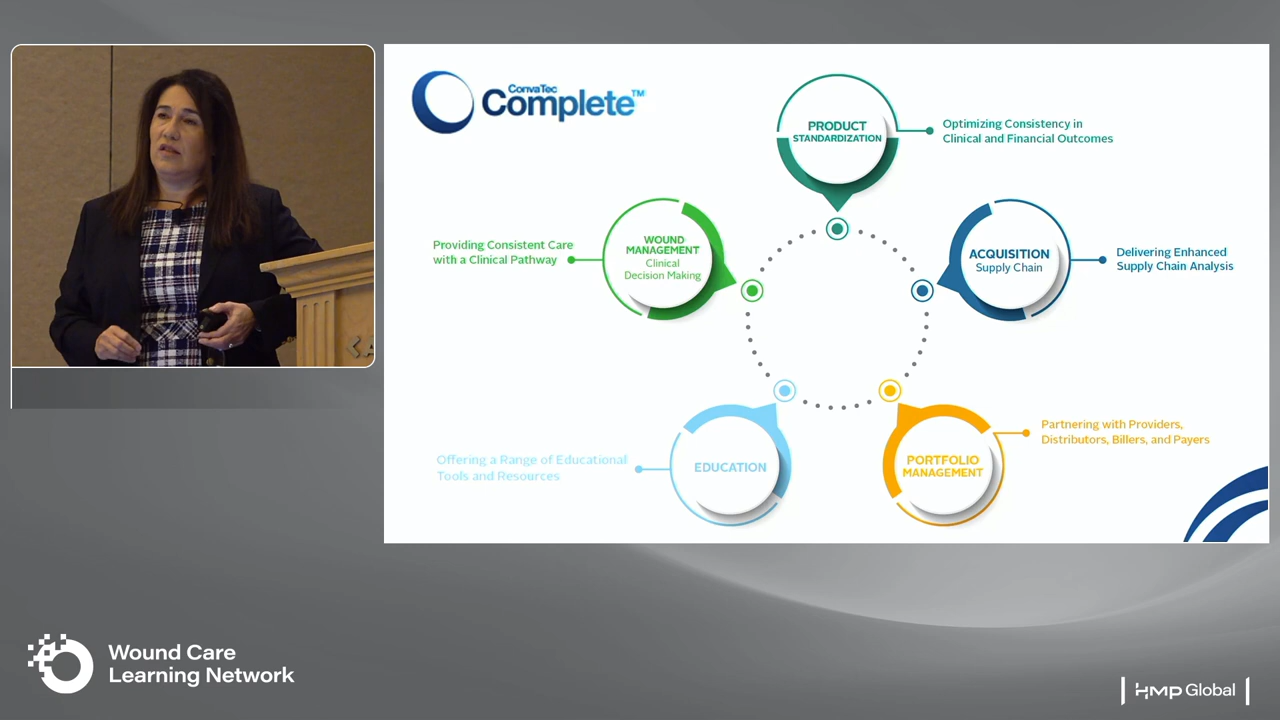 ConvaTec
Complete™
PRODUCT
STANDARDIZATION
Optimizing Consistency in
Clinical and Financial Outcomes
WOUND
MANAGEMENT
Clinical
Decision Making
Providing Consistent Care
with a Clinical Pathway
ACQUISITION
Supply Chain
Delivering Enhanced
Supply Chain Analysis
EDUCATION
Offering a Range of Educational
Tools and Resources
PORTFOLIO
MANAGEMENT
Partnering with Providers,
Distributors, Billers, and Payers
Wound Care
Learning Network
HMP Global